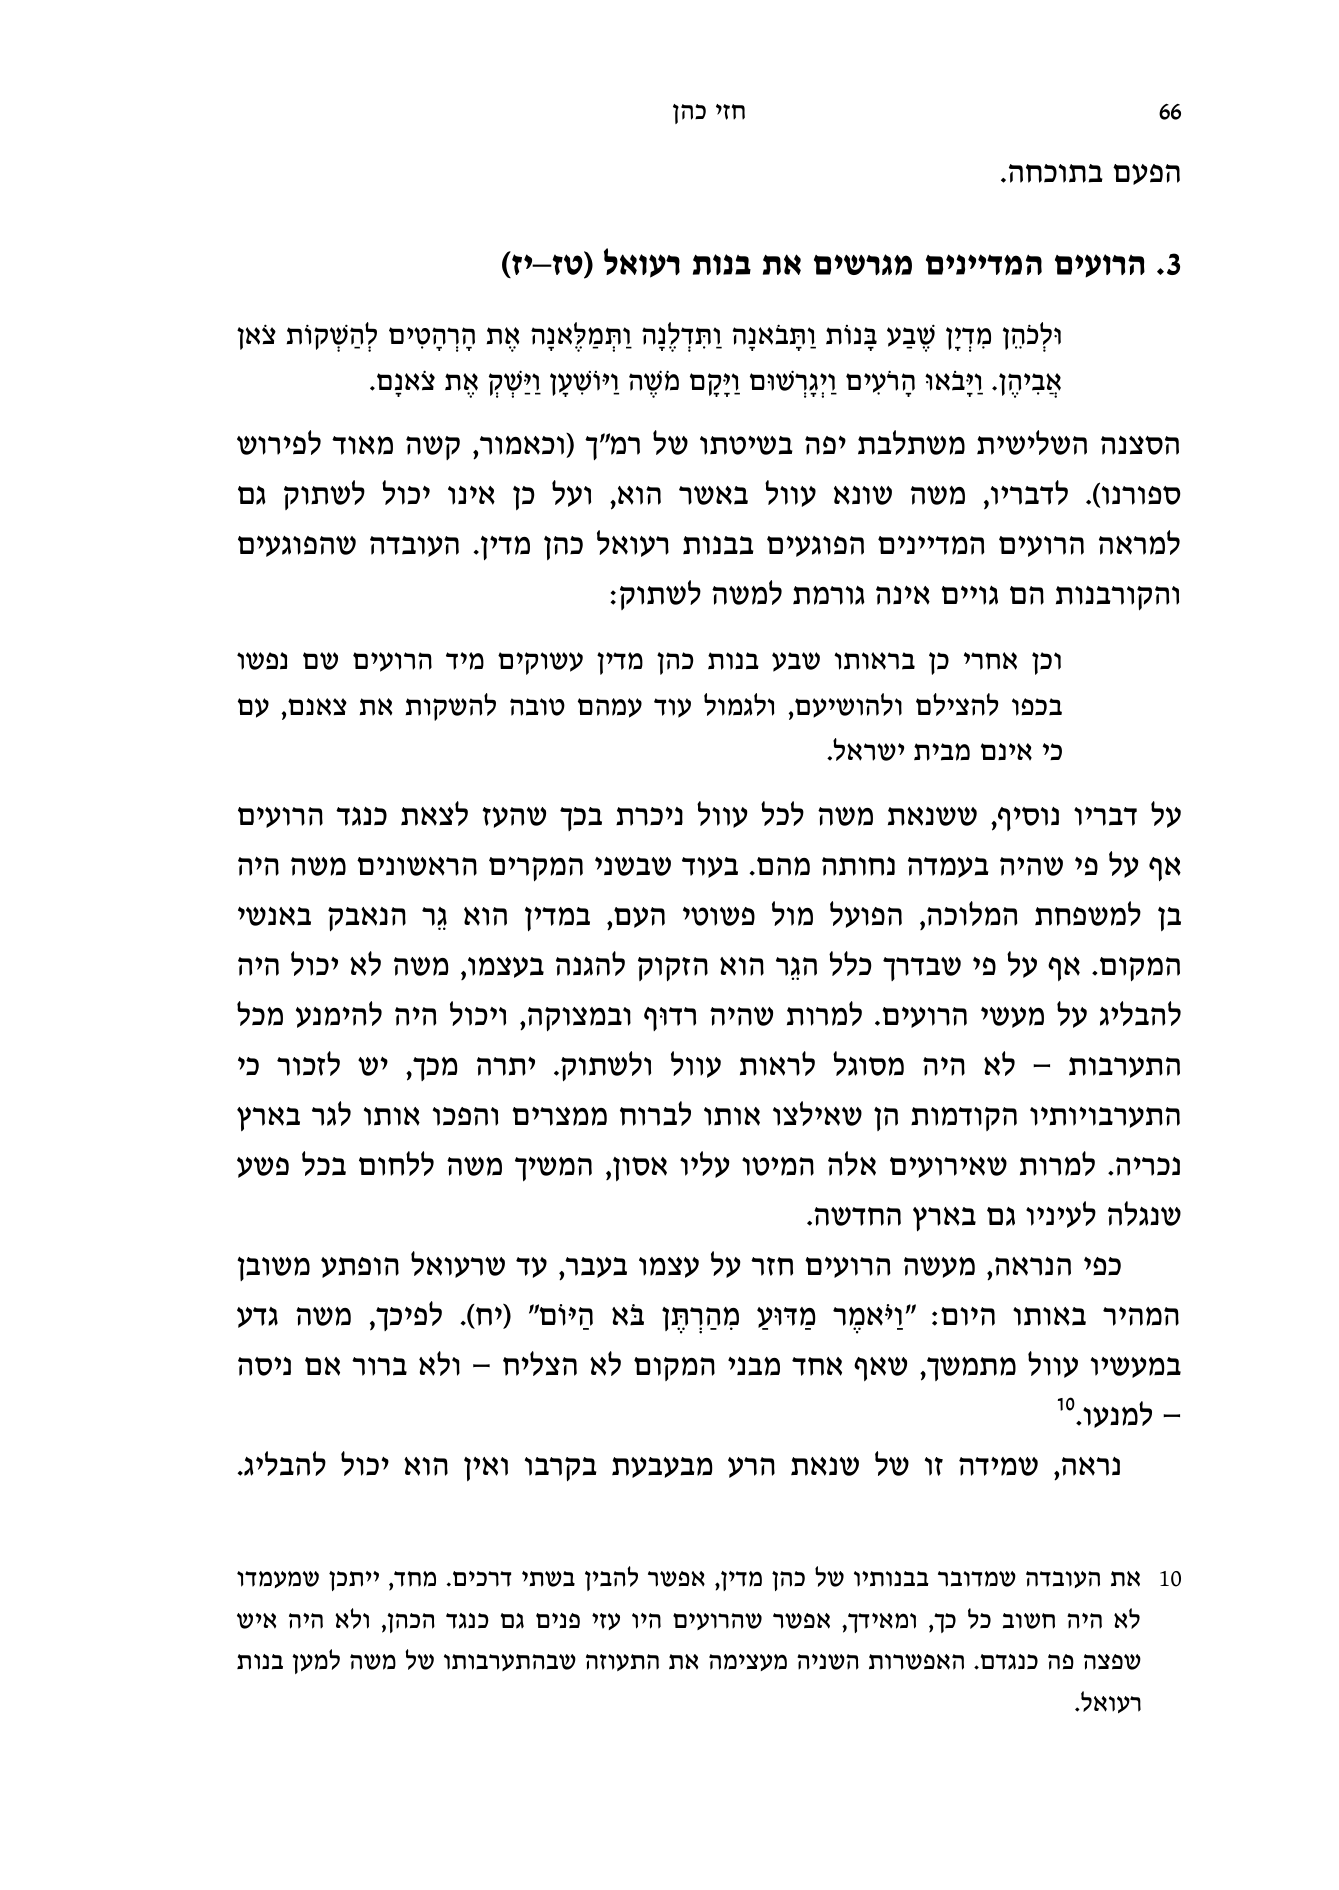 66
חזי כהן
הפעם בתוכחה.
3. הרועים המדיינים מגרשים את בנות רעואל (טז–יז)
וּלְכֹהֵן מִדְיָן שֶׁבַע בָּנוֹת וַתָּבֹאנָה וַתִּדְלֶנָה וַתְּמַלֶּאנָה אֶת הָרְהָטִים לְהַשְׁקוֹת צֹאן
אֲבִיהֶן. וַיָּבֹאוּ הָרֹעִים וַיְגָרְשׁוּם וַיָּקָם מֹשֶׁה וַיּוֹשִׁעָן וַיַּשְׁקְ אֶת צֹאנָם.
הסצנה השלישית משתלבת יפה בשיטתו של רמ"ך (וכאמור, קשה מאוד לפירוש
ספורנו). לדבריו, משה שונא עוול באשר הוא, ועל כן אינו יכול לשתוק גם
למראה הרועים המדיינים הפוגעים בבנות רעואל כהן מדין. העובדה שהפוגעים
והקורבנות הם גויים אינה גורמת למשה לשתוק:
וכן אחרי כן בראותו שבע בנות כהן מדין עשוקים מיד הרועים שם נפשו
בכפו להצילם ולהושיעם, ולגמול עוד עמהם טובה להשקות את צאנם, עם
כי אינם מבית ישראל.
על דבריו נוסיף, ששנאת משה לכל עוול ניכרת בכך שהעז לצאת כנגד הרועים
אף על פי שהיה בעמדה נחותה מהם. בעוד שבשני המקרים הראשונים משה היה
בן למשפחת המלוכה, הפועל מול פשוטי העם, במדין הוא גֵר הנאבק באנשי
המקום. אף על פי שבדרך כלל הגֵר הוא הזקוק להגנה בעצמו, משה לא יכול היה
להבליג על מעשי הרועים. למרות שהיה רדוּף ובמצוקה, ויכול היה להימנע מכל
התערבות – לא היה מסוגל לראות עוול ולשתוק. יתרה מכך, יש לזכור כי
התערבויותיו הקודמות הן שאילצו אותו לברוח ממצרים והפכו אותו לגר בארץ
נכריה. למרות שאירועים אלה המיטו עליו אסון, המשיך משה ללחום בכל פשע
שנגלה לעיניו גם בארץ החדשה.
כפי הנראה, מעשה הרועים חזר על עצמו בעבר, עד שרעואל הופתע משובן
המהיר באותו היום: "וַיֹּאמֶר מַדּוּעַ מִהַרְתֶּן בֹּא הַיּוֹם" (יח). לפיכך, משה גדע
במעשיו עוול מתמשך, שאף אחד מבני המקום לא הצליח – ולא ברור אם ניסה
– למנעו.10
נראה, שמידה זו של שנאת הרע מבעבעת בקרבו ואין הוא יכול להבליג.
10 את העובדה שמדובר בבנותיו של כהן מדין, אפשר להבין בשתי דרכים. מחד, ייתכן שמעמדו
לא היה חשוב כל כך, ומאידך, אפשר שהרועים היו עזי פנים גם כנגד הכהן, ולא היה איש
שפצה פה כנגדם. האפשרות השניה מעצימה את התעוזה שבהתערבותו של משה למען בנות
רעואל.